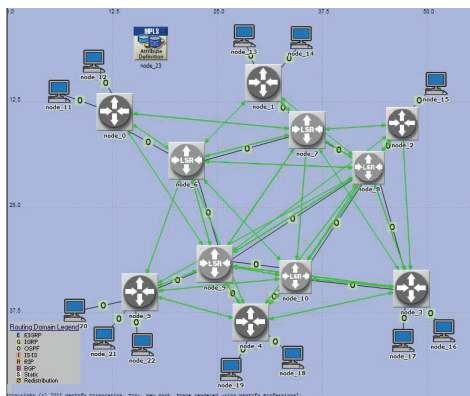 0.0
12.5
25.0
37.5
50.0
MPLS
Attribute
Definition
node_23
node_13
node_14
node_12
node_11
node_15
12.5
node_0
node_1
node_7
node_2
LSR
node_6
LSR
node_8
25.0
LSR
LSR
node_10
node_5
node_3
37.5
node_4
Routing Domain Legend
E EIGRP
G IGRP
O OSPF
I IS-IS
R RIP
B BGP
S Static
Redistribution
node_21
node_22
node_17
node_16
node_19
node_18